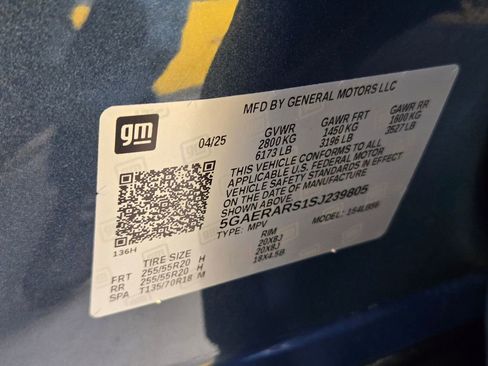 gm
MFD BY GENERAL MOTORS LLC
04/25
GVWR GAWR FRT GAWR RR
2800 KG 1450 KG 1600 KG
6173 LB 3196 LB 3527 LB
THIS VEHICLE CONFORMS TO ALL
APPLICABLE U.S. FEDERAL MOTOR
VEHICLE SAFETY STANDARDS IN EFFECT
ON THE DATE OF MANUFACTURE
SHOWN ABOVE.
5GAERARS1SJ239805
TYPE: MPV MODEL:
136H
TIRE SIZE RIM
FRT 255/55R20 H 20X8J
RR 255/55R20 H 20X8J
SPA T135/70R18 M 18X4.5B